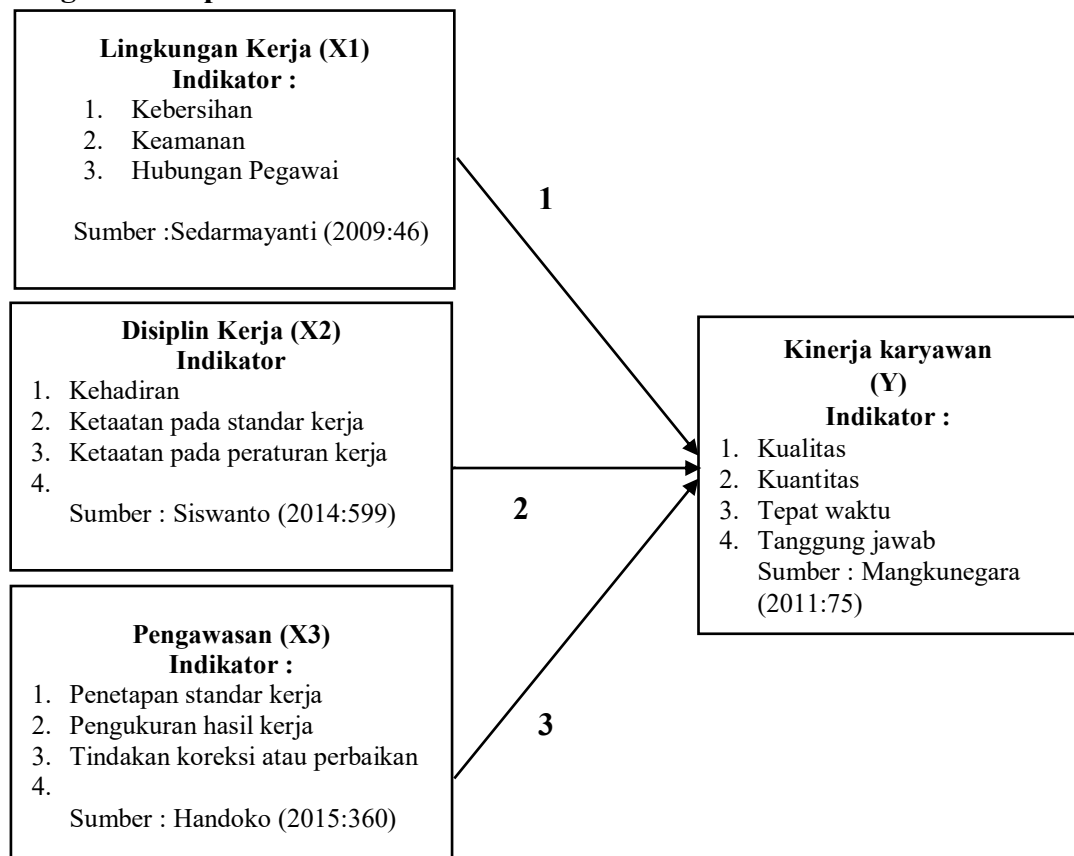 Lingkungan Kerja (X1)
Indikator :
1. Kebersihan
2. Keamanan
3. Hubungan Pegawai
Sumber :Sedarmayanti (2009:46)
1
Disiplin Kerja (X2)
Indikator
1. Kehadiran
2. Ketaatan pada standar kerja
3. Ketaatan pada peraturan kerja
4.
Sumber : Siswanto (2014:599)
2
Kinerja karyawan
(Y)
Indikator :
1. Kualitas
2. Kuantitas
3. Tepat waktu
4. Tanggung jawab
Sumber : Mangkunegara
(2011:75)
Pengawasan (X3)
Indikator :
1. Penetapan standar kerja
2. Pengukuran hasil kerja
3. Tindakan koreksi atau perbaikan
4.
Sumber : Handoko (2015:360)
3